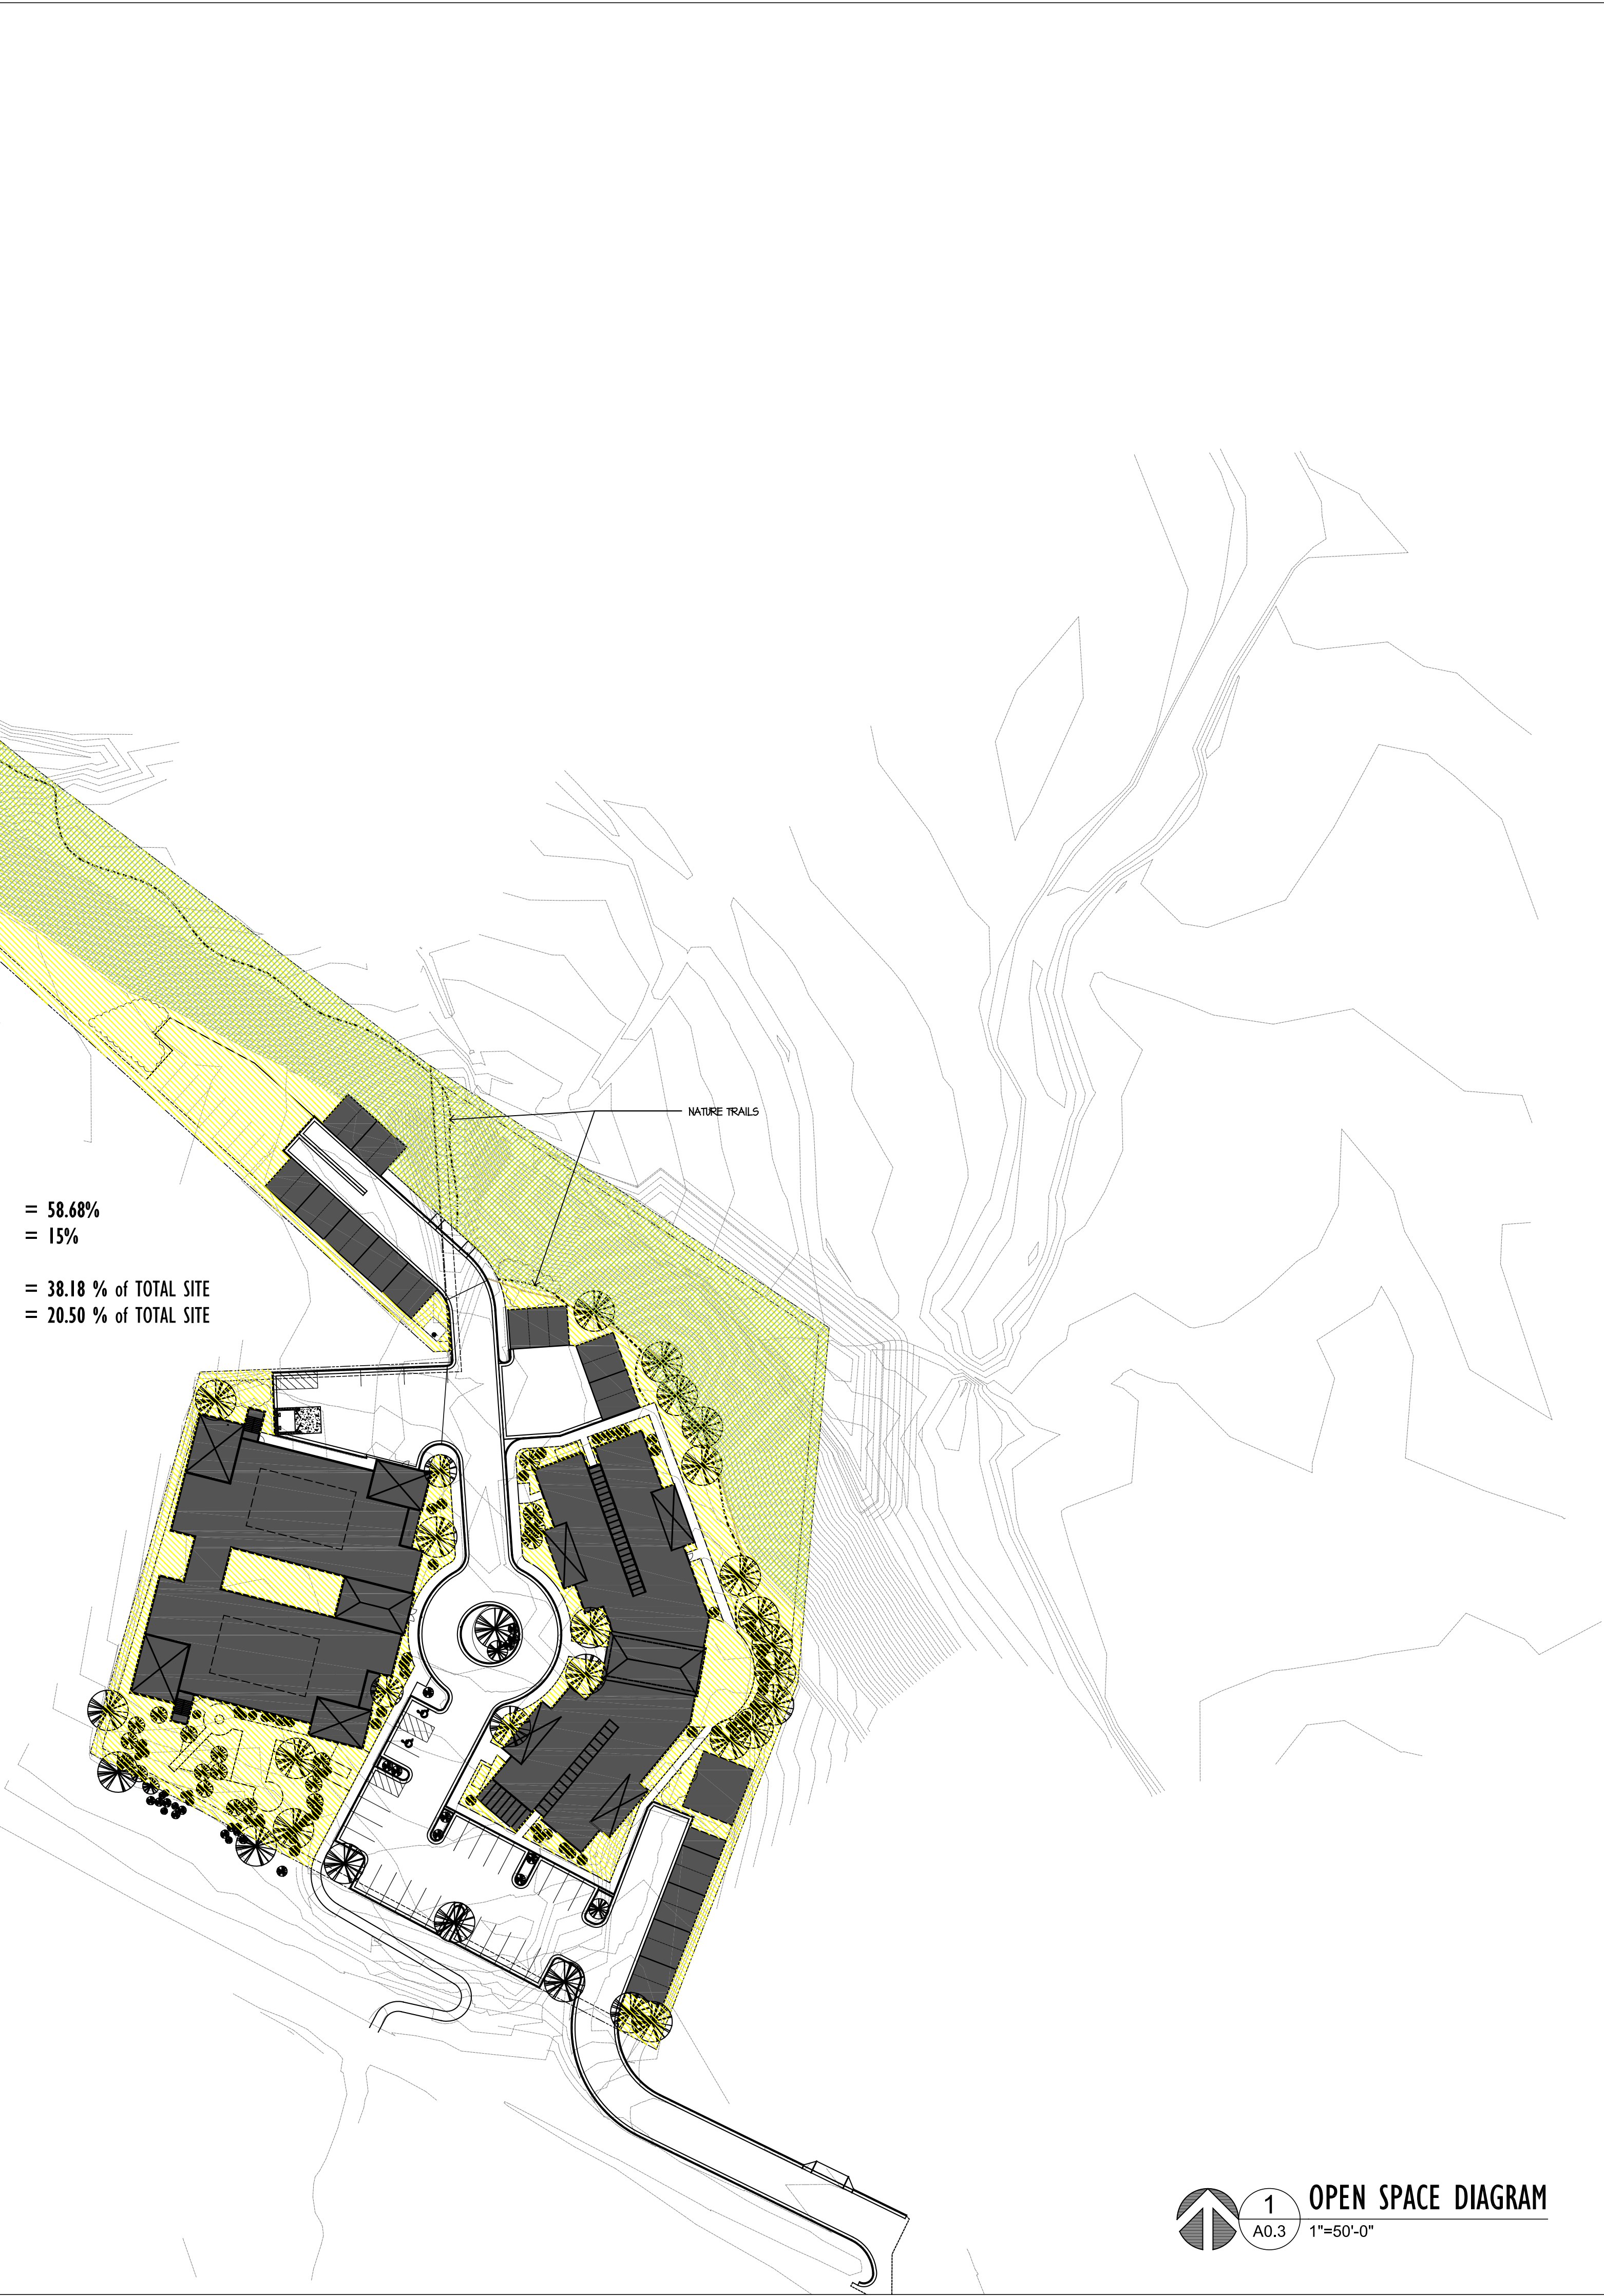 NATURE TRAILS
= 58.68%
= 15%
= 38.18 % of TOTAL SITE
= 20.50 % of TOTAL SITE
1
OPEN SPACE DIAGRAM
A0.3
1"=50'-0"